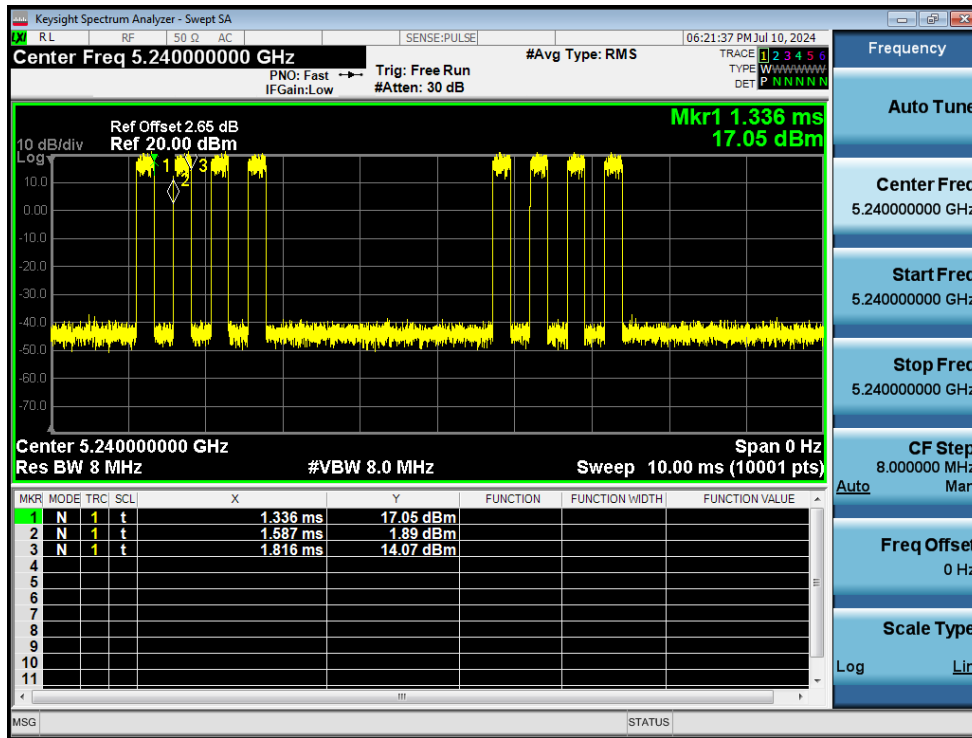 Keysight Spectrum Analyzer - Swept SA
LXI RL RF 50 Ω AC SENSE:PULSE 06:21:37 PM Jul 10, 2024
Center Freq 5.240000000 GHz
#Avg Type: RMS
TRACE 1 2 3 4 5 6
PNO: Fast
Trig: Free Run
TYPE WWWWWW
IFGain:Low
#Atten: 30 dB
DET P N N N N N
Mkr1 1.336 ms
17.05 dBm
Ref Offset 2.65 dB
10 dB/div Ref 20.00 dBm
Log
1
2
3
10.0
0.00
-10.0
-20.0
-30.0
-40.0
-50.0
-60.0
-70.0
Center 5.240000000 GHz Span 0 Hz
Res BW 8 MHz #VBW 8.0 MHz Sweep 10.00 ms (10001 pts)
MKR MODE TRC SCL X Y FUNCTION FUNCTION WIDTH FUNCTION VALUE
1 N 1 t 1.336 ms 17.05 dBm
2 N 1 t 1.587 ms 1.89 dBm
3 N 1 t 1.816 ms 14.07 dBm
4
5
6
7
8
9
10
11
MSG STATUS
Frequency
Auto Tune
Center Freq
5.240000000 GHz
Start Freq
5.240000000 GHz
Stop Freq
5.240000000 GHz
CF Step
8.000000 MHz
Auto Man
Freq Offset
0 Hz
Scale Type
Log Lin